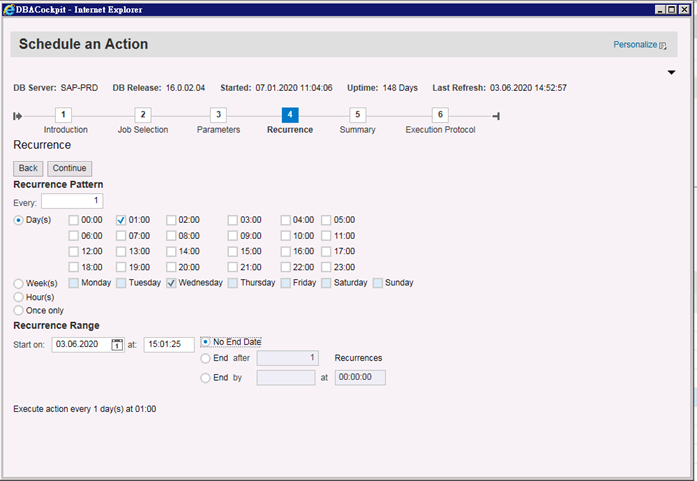 DBACockpit - Internet Explorer
Schedule an Action
Personalize
DB Server: SAP-PRD DB Release: 16.0.02.04 Started: 07.01.2020 11:04:06 Uptime: 148 Days Last Refresh: 03.06.2020 14:52:57
1 2 3 4 5 6
Introduction Job Selection Parameters Recurrence Summary Execution Protocol
Recurrence
Back Continue
Recurrence Pattern
Every: 1
Day(s) 00:00 01:00 02:00 03:00 04:00 05:00
06:00 07:00 08:00 09:00 10:00 11:00
12:00 13:00 14:00 15:00 16:00 17:00
18:00 19:00 20:00 21:00 22:00 23:00
Week(s) Monday Tuesday Wednesday Thursday Friday Saturday Sunday
Hour(s)
Once only
Recurrence Range
Start on: 03.06.2020 1 at: 15:01:25 No End Date
End after 1 Recurrences
End by at 00:00:00
Execute action every 1 day(s) at 01:00